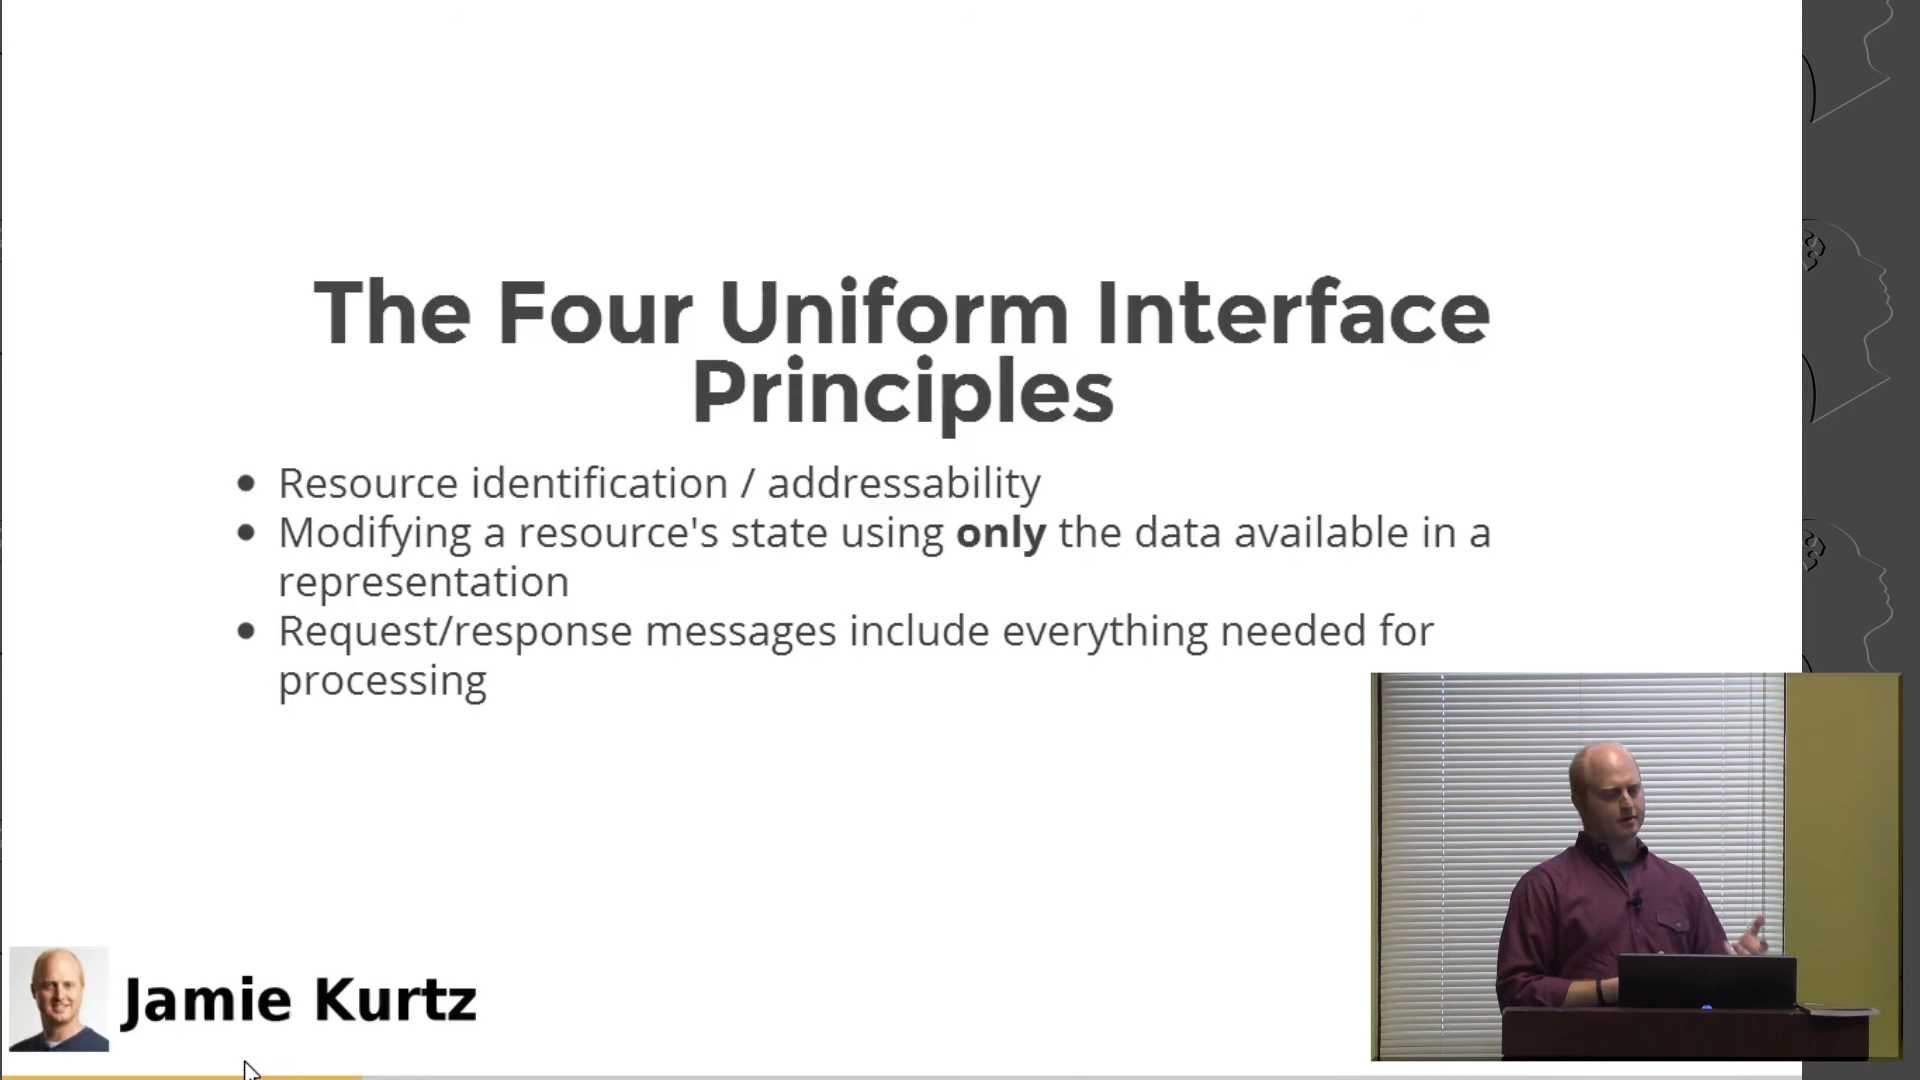 The Four Uniform Interface
Principles
• Resource identification / addressability
• Modifying a resource's state using only the data available in a
representation
• Request/response messages include everything needed for
processing
Jamie Kurtz